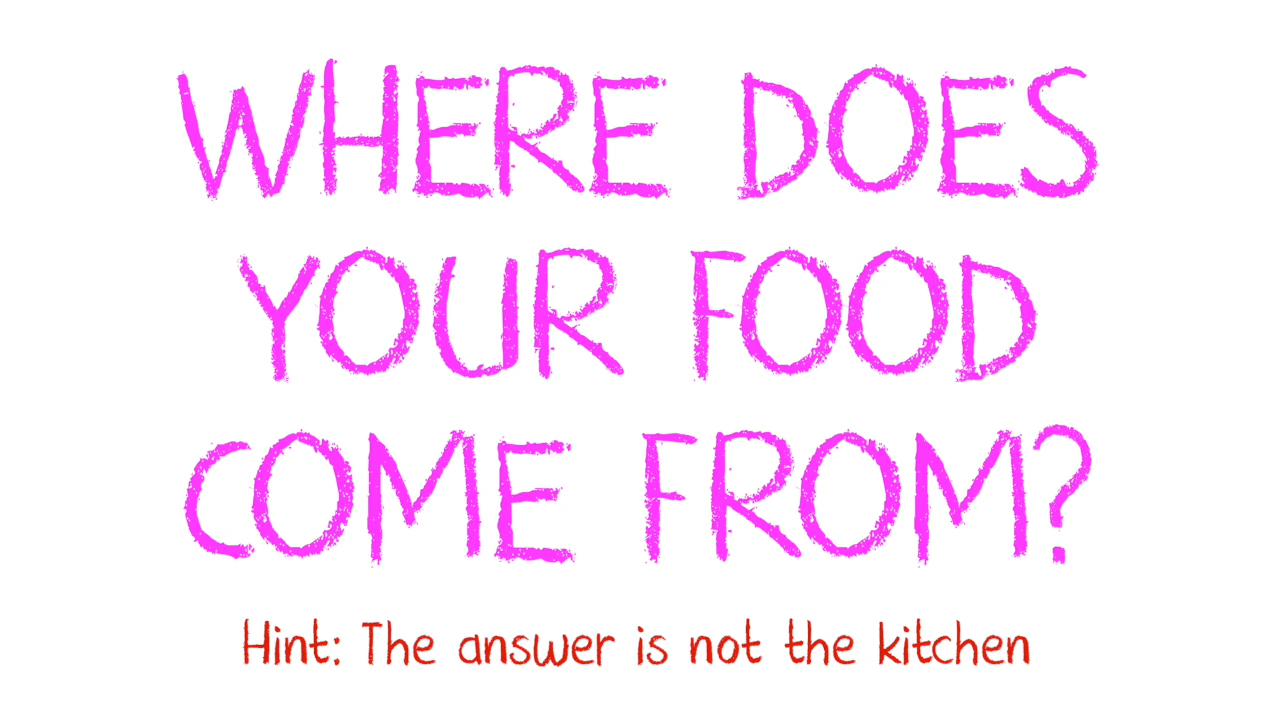 WHERE DOES
YOUR FOOD
COME FROM?
Hint: The answer is not the kitchen